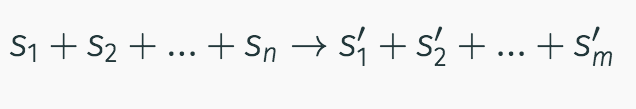 s₁ + s₂ + ... + sₙ → s′₁ + s′₂ + ... + s′ₘ